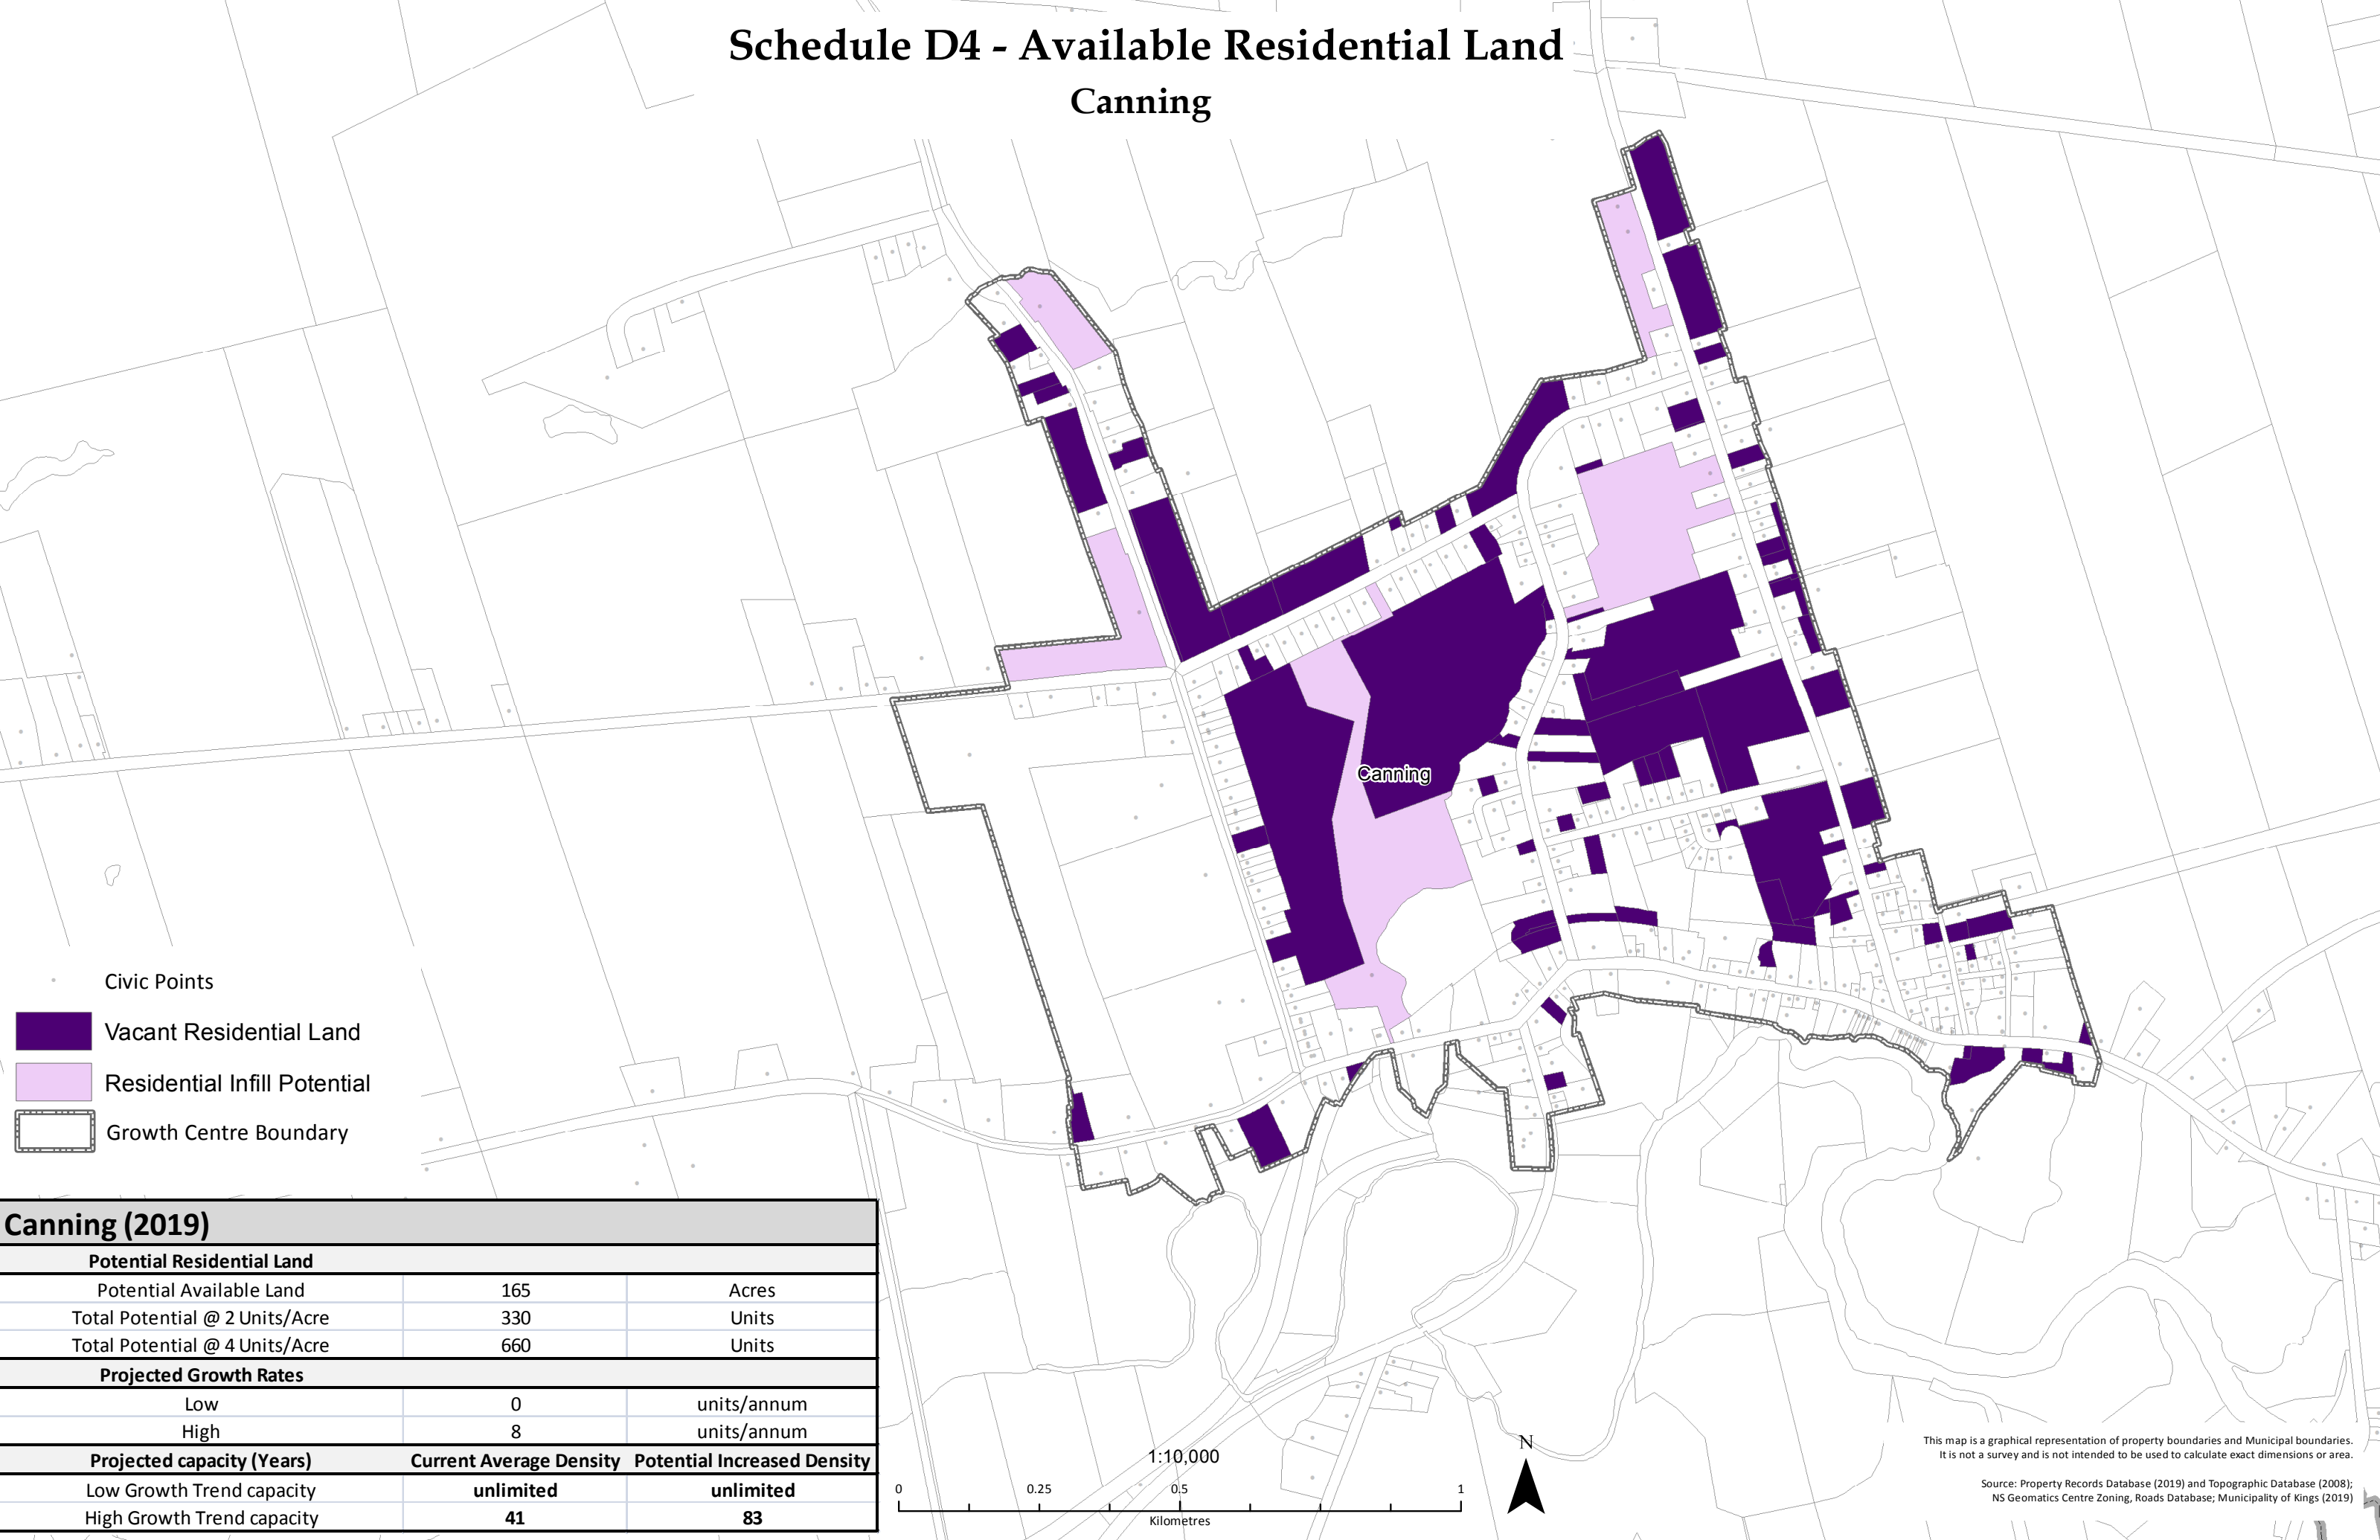 Schedule D4 - Available Residential Land
Canning
Canning
Civic Points
Vacant Residential Land
Residential Infill Potential
Growth Centre Boundary
Canning (2019)
Potential Residential Land
Potential Available Land 165 Acres
Total Potential @ 2 Units/Acre 330 Units
Total Potential @ 4 Units/Acre 660 Units
Projected Growth Rates
Low 0 units/annum
High 8 units/annum
Projected capacity (Years) Current Average Density Potential Increased Density
Low Growth Trend capacity unlimited unlimited
High Growth Trend capacity 41 83
1:10,000
0 0.25 0.5 1
Kilometres
N
This map is a graphical representation of property boundaries and Municipal boundaries.
It is not a survey and is not intended to be used to calculate exact dimensions or area.
Source: Property Records Database (2019) and Topographic Database (2008);
NS Geomatics Centre Zoning, Roads Database; Municipality of Kings (2019)